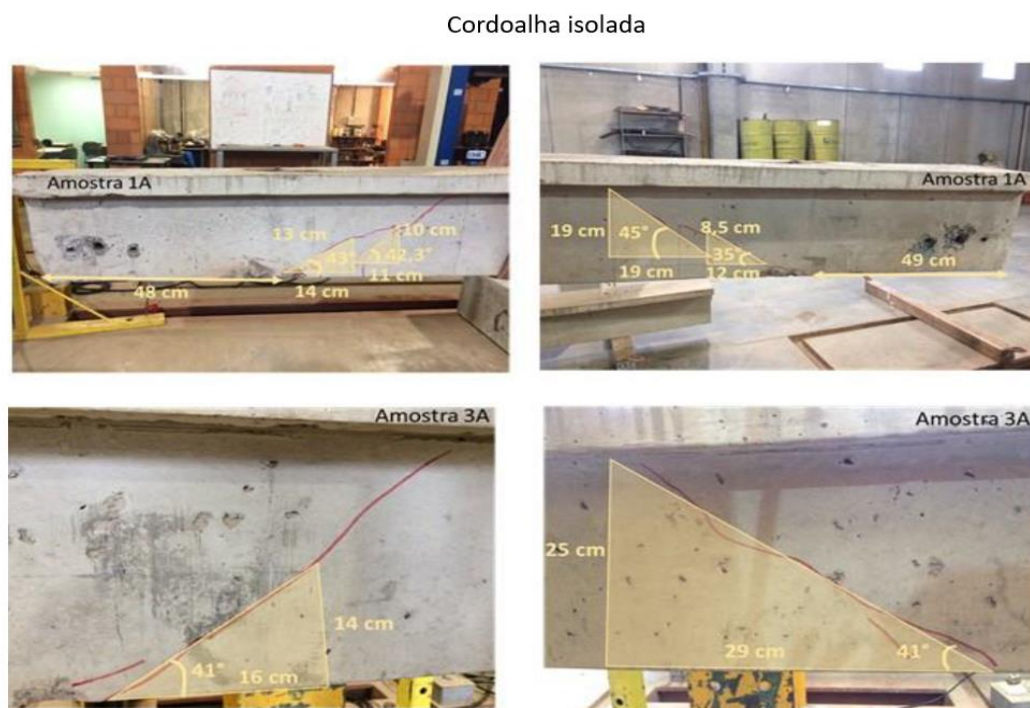 Cordoalha isolada
Amostra 1A
13 cm
10 cm
43°
42,3°
11 cm
48 cm
14 cm
Amostra 1A
19 cm
45°
8,5 cm
35°
19 cm
12 cm
49 cm
Amostra 3A
14 cm
41°
16 cm
Amostra 3A
25 cm
29 cm
41°